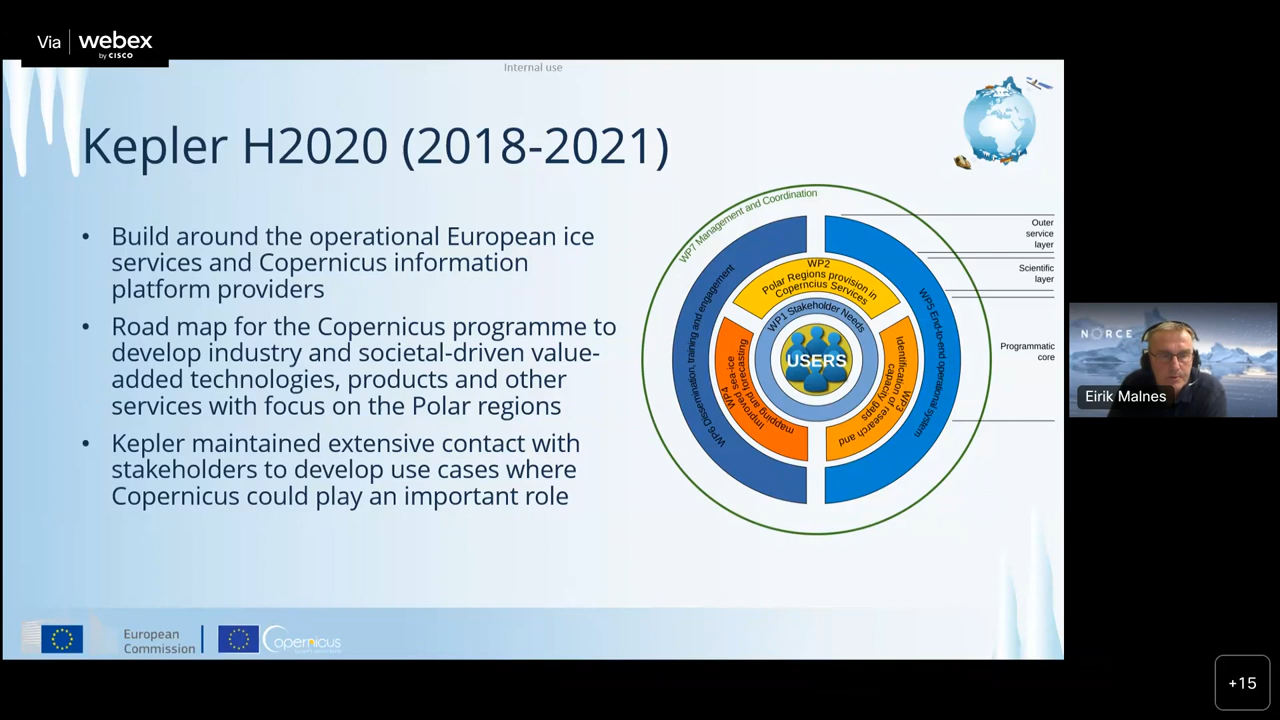 Via webex
by CISCO
Internal use
Kepler H2020 (2018-2021)
• Build around the operational European ice
services and Copernicus information
platform providers
• Road map for the Copernicus programme to
develop industry and societal-driven value-
added technologies, products and other
services with focus on the Polar regions
• Kepler maintained extensive contact with
stakeholders to develop use cases where
Copernicus could play an important role
WP7 Management and Coordination
WP6 Dissemination, training and engagement
WP5 End-to-end operational system
WP2
Polar Regions provision in
Coperncius Services
WP1 Stakeholder Needs
USERS
WP4
Improved sea-ice
mapping and forecasting
WP3
Identification of research and
capacity gaps
Outer
service
layer
Scientific
layer
Programmatic
core
European
Commission
opernicus
NORCE
Eirik Malnes
+15